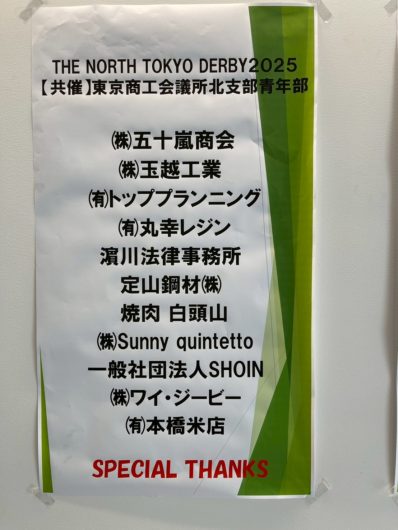 THE NORTH TOKYO DERBY2025
【共催】東京商工会議所北支部青年部
㈱五十嵐商会
㈱玉越工業
㈲トッププランニング
㈲丸幸レジン
濵川法律事務所
定山鋼材㈱
焼肉 白頭山
㈱Sunny quintetto
一般社団法人SHOIN
㈱ワイ・ジービー
㈲本橋米店
SPECIAL THANKS